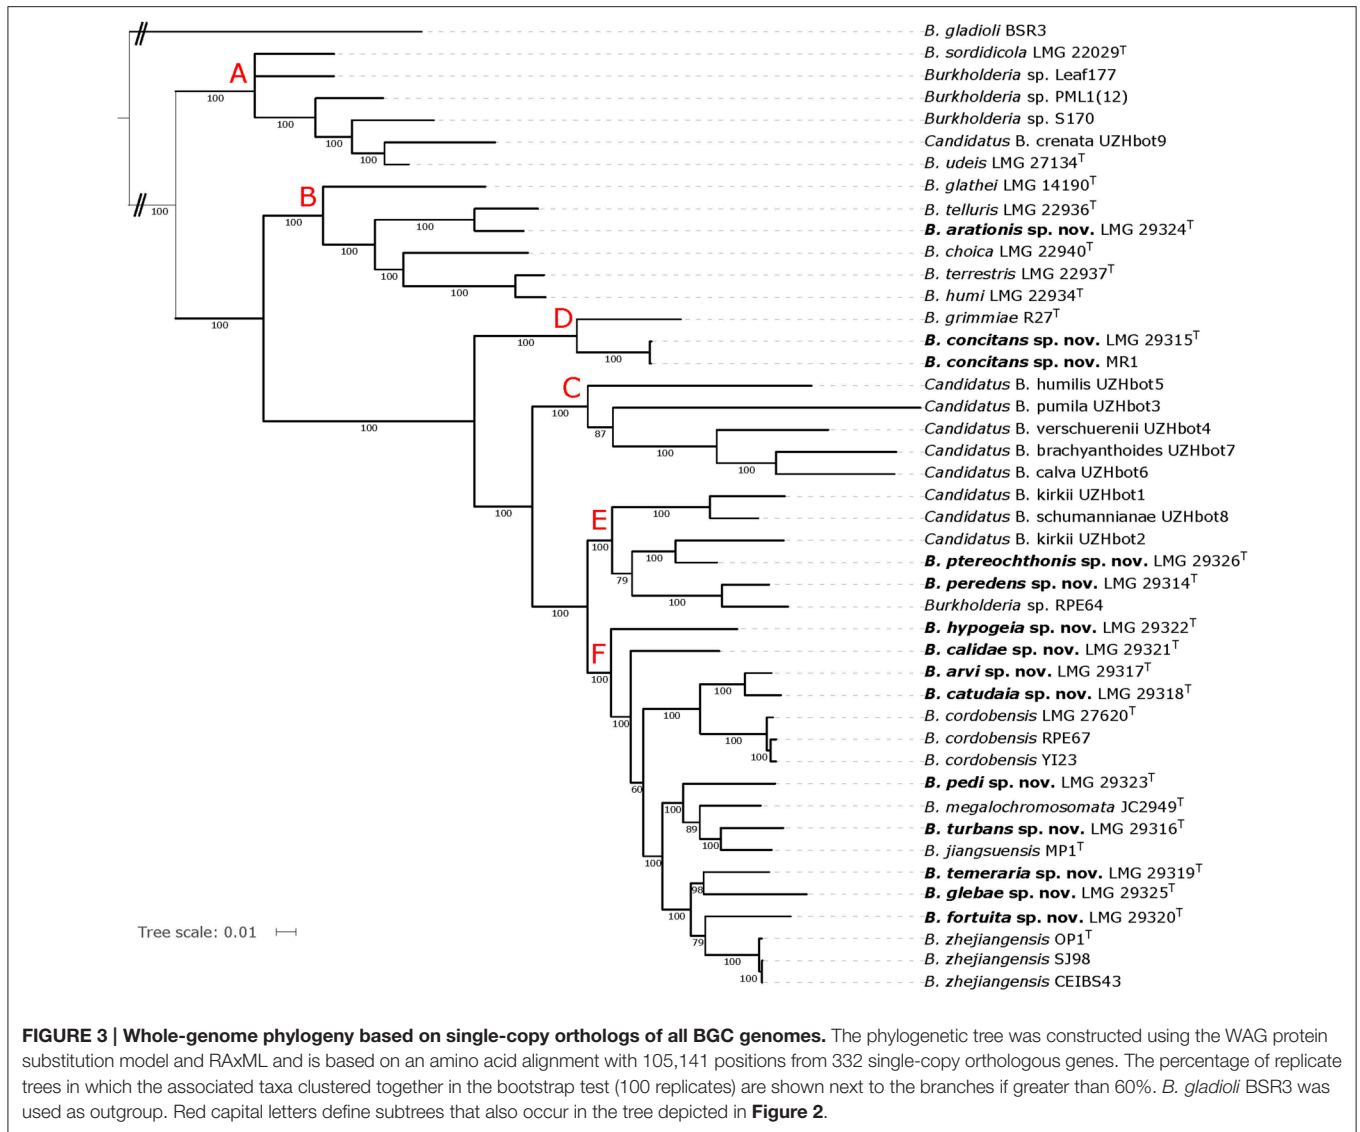 B. gladioli BSR3
B. sordidicola LMG 22029T
A
Burkholderia sp. Leaf177
100
Burkholderia sp. PML1(12)
100
Burkholderia sp. S170
100
Candidatus B. crenata UZHbot9
100
B. udeis LMG 27134T
B. glathei LMG 14190T
B
100
B. telluris LMG 22936T
100
100
B. arationis sp. nov. LMG 29324T
100
B. choica LMG 22940T
100
B. terrestris LMG 22937T
100
B. humi LMG 22934T
D
B. grimmiae R27T
100
100
B. concitans sp. nov. LMG 29315T
100
B. concitans sp. nov. MR1
C
Candidatus B. humilis UZHbot5
100
Candidatus B. pumila UZHbot3
100
87
Candidatus B. verschuerenii UZHbot4
100
Candidatus B. brachyanthoides UZHbot7
100
Candidatus B. calva UZHbot6
Candidatus B. kirkii UZHbot1
100
100
E
Candidatus B. schumannianae UZHbot8
100
Candidatus B. kirkii UZHbot2
100
B. ptereochthonis sp. nov. LMG 29326T
79
B. peredens sp. nov. LMG 29314T
100
Burkholderia sp. RPE64
100
B. hypogeia sp. nov. LMG 29322T
F
B. calidae sp. nov. LMG 29321T
100
B. arvi sp. nov. LMG 29317T
100
B. catudaia sp. nov. LMG 29318T
100
100
B. cordobensis LMG 27620T
100
B. cordobensis RPE67
100
B. cordobensis YI23
60
B. pedi sp. nov. LMG 29323T
100
B. megalochromosomata JC2949T
89
B. turbans sp. nov. LMG 29316T
100
B. jiangsuensis MP1T
100
B. temeraria sp. nov. LMG 29319T
98
B. glebae sp. nov. LMG 29325T
100
B. fortuita sp. nov. LMG 29320T
79
Tree scale: 0.01
B. zhejiangensis OP1T
100
B. zhejiangensis SJ98
100
B. zhejiangensis CEIBS43
FIGURE 3 | Whole-genome phylogeny based on single-copy orthologs of all BGC genomes. The phylogenetic tree was constructed using the WAG protein
substitution model and RAxML and is based on an amino acid alignment with 105,141 positions from 332 single-copy orthologous genes. The percentage of replicate
trees in which the associated taxa clustered together in the bootstrap test (100 replicates) are shown next to the branches if greater than 60%. B. gladioli BSR3 was
used as outgroup. Red capital letters define subtrees that also occur in the tree depicted in Figure 2.